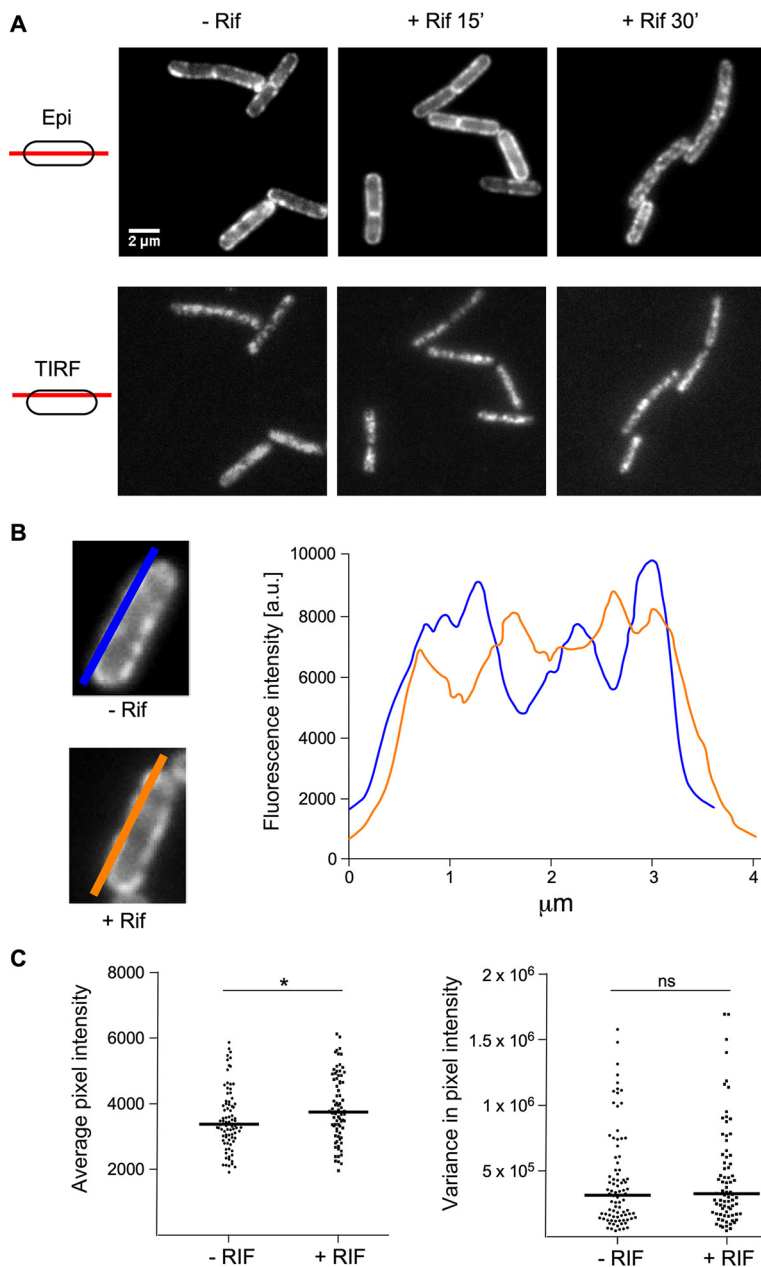 A
- Rif
+ Rif 15’
+ Rif 30’
Epi
2 µm
TIRF
B
- Rif
+ Rif
Fluorescence intensity [a.u.]
10000
8000
6000
4000
2000
0
0
1
2
3
4
µm
C
Average pixel intensity
8000
6000
4000
2000
*
- RIF
+ RIF
Variance in pixel intensity
2 x 10⁶
1.5 x 10⁶
1 x 10⁶
5 x 10⁵
ns
- RIF
+ RIF